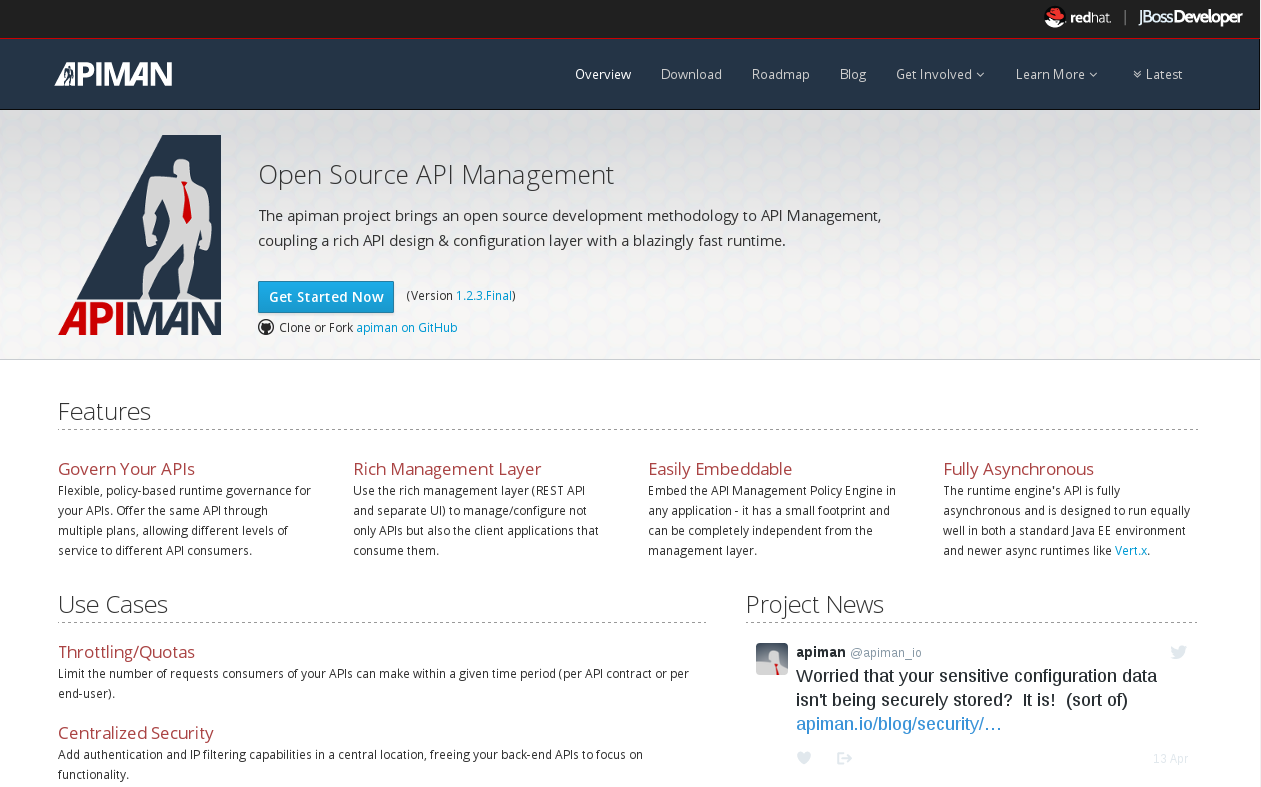 redhat. | JBossDeveloper
APIMAN
Overview Download Roadmap Blog Get Involved Learn More Latest
APIMAN
Open Source API Management
The apiman project brings an open source development methodology to API Management,
coupling a rich API design & configuration layer with a blazingly fast runtime.
Get Started Now (Version 1.2.3.Final)
Clone or Fork apiman on GitHub
Features
Govern Your APIs
Flexible, policy-based runtime governance for
your APIs. Offer the same API through
multiple plans, allowing different levels of
service to different API consumers.
Rich Management Layer
Use the rich management layer (REST API
and separate UI) to manage/configure not
only APIs but also the client applications that
consume them.
Easily Embeddable
Embed the API Management Policy Engine in
any application - it has a small footprint and
can be completely independent from the
management layer.
Fully Asynchronous
The runtime engine's API is fully
asynchronous and is designed to run equally
well in both a standard Java EE environment
and newer async runtimes like Vert.x.
Use Cases
Throttling/Quotas
Limit the number of requests consumers of your APIs can make within a given time period (per API contract or per
end-user).
Centralized Security
Add authentication and IP filtering capabilities in a central location, freeing your back-end APIs to focus on
functionality.
Project News
apiman @apiman_io
Worried that your sensitive configuration data
isn't being securely stored? It is! (sort of)
apiman.io/blog/security/…
13 Apr